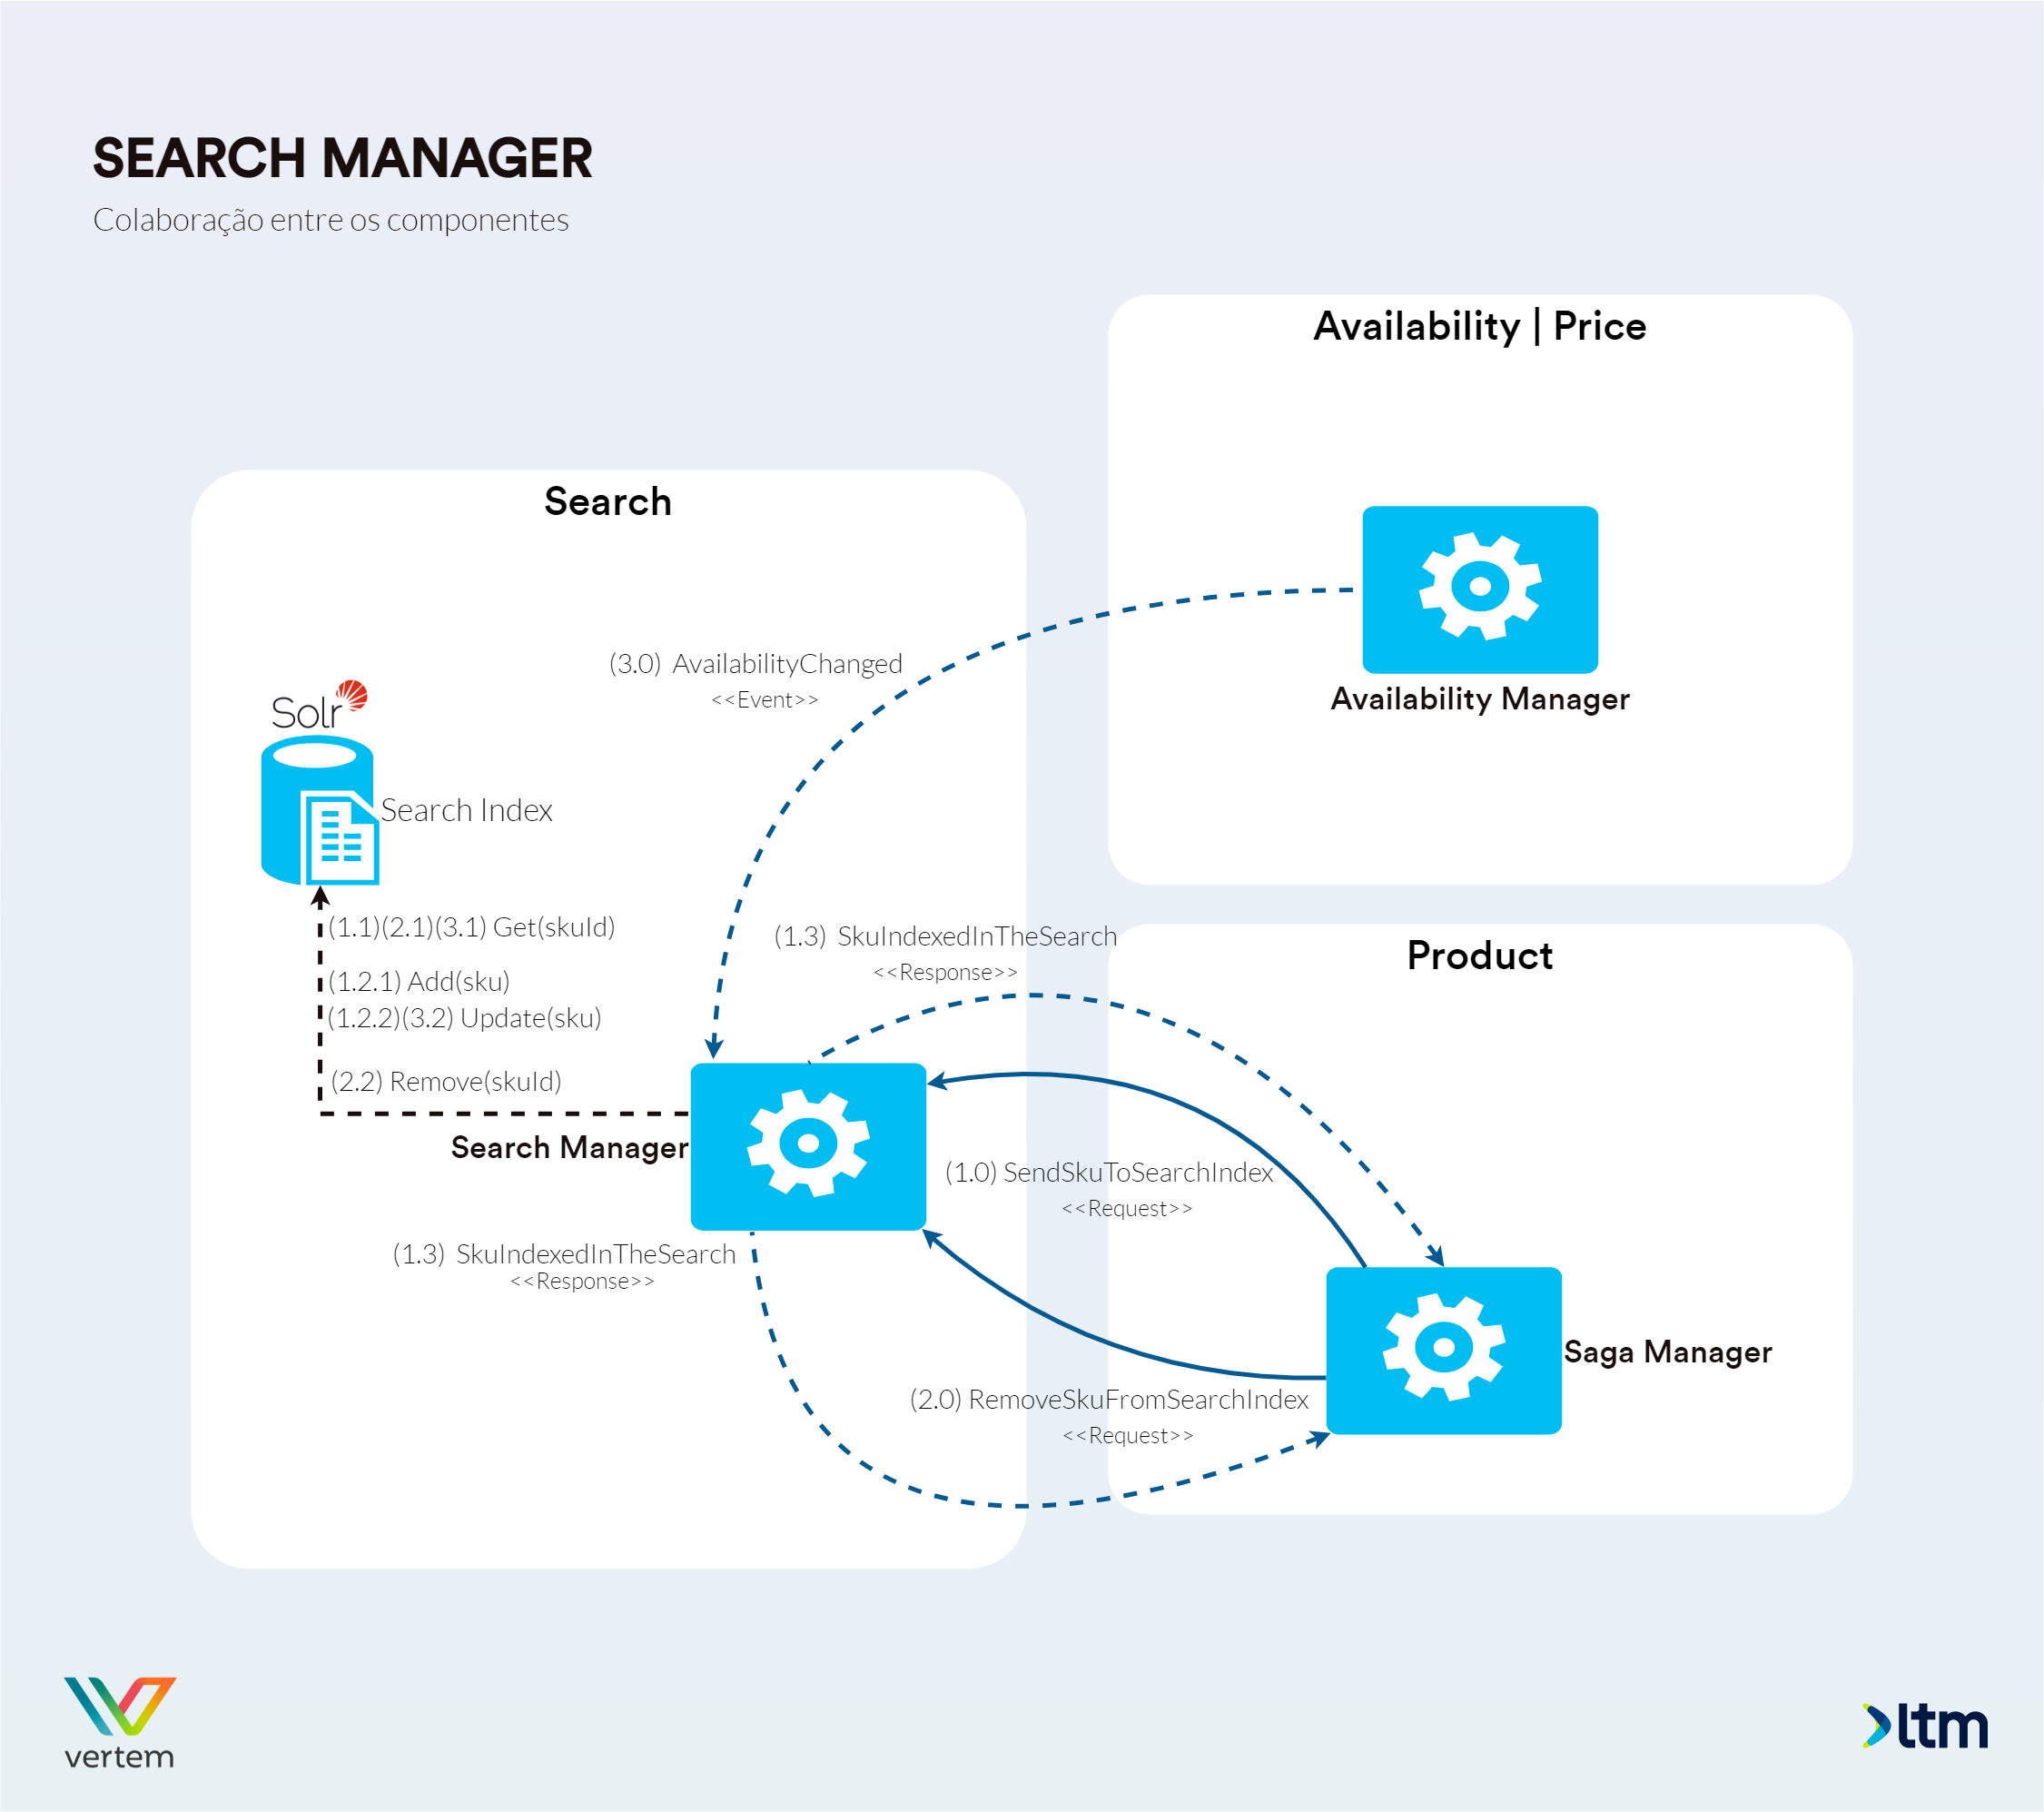 SEARCH MANAGER
Colaboração entre os componentes
Availability | Price
Availability Manager
Search
(3.0) AvailabilityChanged
<<Event>>
Solr
Search Index
(1.1)(2.1)(3.1) Get(skuId)
(1.2.1) Add(sku)
(1.2.2)(3.2) Update(sku)
(2.2) Remove(skuId)
Search Manager
(1.3) SkuIndexedInTheSearch
<<Response>>
Product
(1.0) SendSkuToSearchIndex
<<Request>>
(1.3) SkuIndexedInTheSearch
<<Response>>
Saga Manager
(2.0) RemoveSkuFromSearchIndex
<<Request>>
vertem
ltm